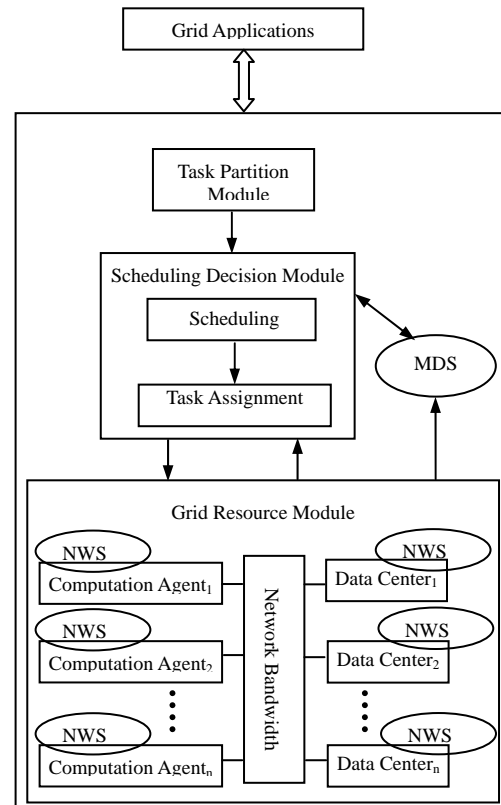 Grid Applications
Task Partition
Module
Scheduling Decision Module
Scheduling
Task Assignment
MDS
Grid Resource Module
NWS
NWS
Computation Agent₁
Data Center₁
Network Bandwidth
NWS
NWS
Computation Agent₂
Data Center₂
NWS
NWS
Computation Agentₙ
Data Centerₙ